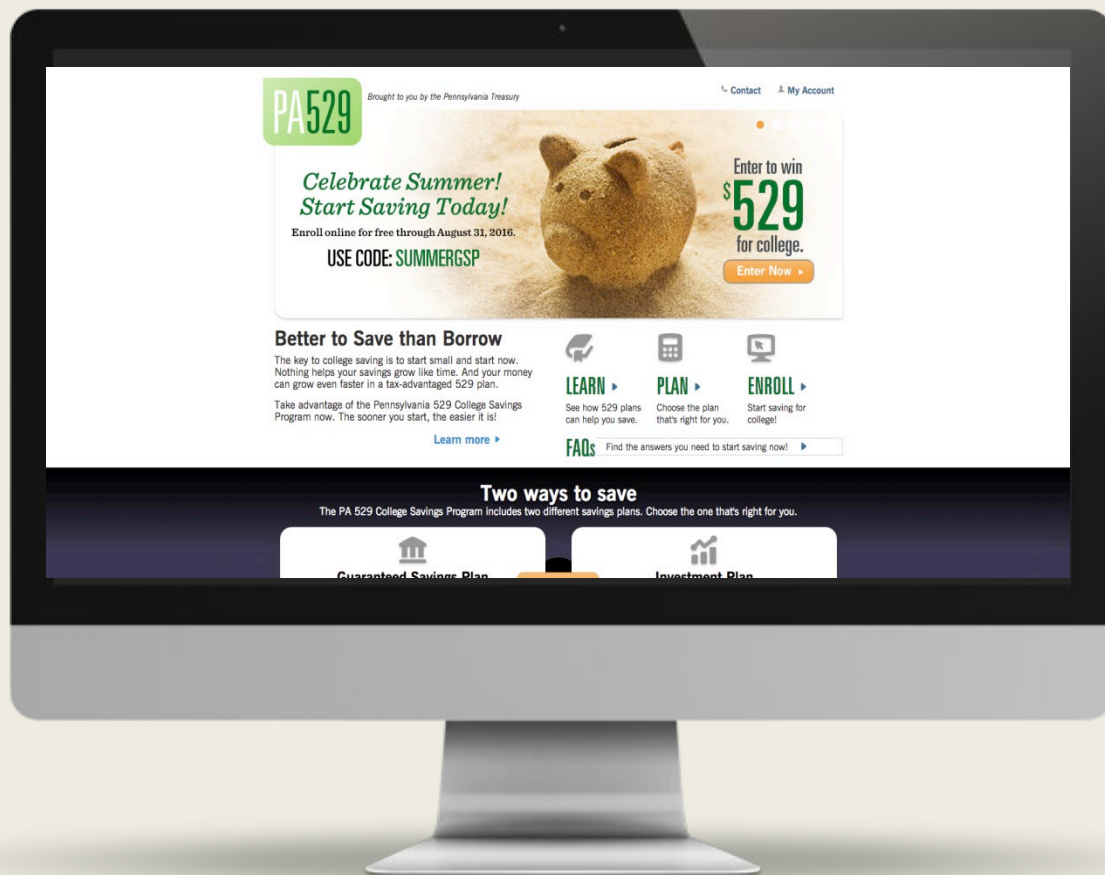 PA529
Brought to you by the Pennsylvania Treasury
Contact
My Account
Celebrate Summer!
Start Saving Today!
Enroll online for free through August 31, 2016.
USE CODE: SUMMERGSP
Enter to win
$529
for college.
Enter Now
Better to Save than Borrow
The key to college saving is to start small and start now.
Nothing helps your savings grow like time. And your money
can grow even faster in a tax-advantaged 529 plan.
Take advantage of the Pennsylvania 529 College Savings
Program now. The sooner you start, the easier it is!
Learn more
LEARN
See how 529 plans
can help you save.
PLAN
Choose the plan
that's right for you.
ENROLL
Start saving for
college!
FAQs
Find the answers you need to start saving now!
Two ways to save
The PA 529 College Savings Program includes two different savings plans. Choose the one that's right for you.
Guaranteed Savings Plan
Investment Plan